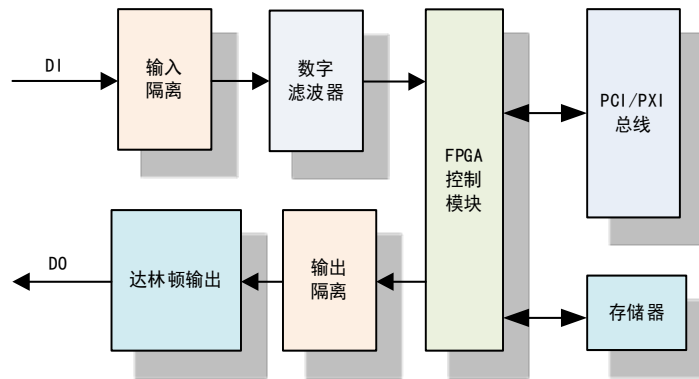 DI
输入
隔离
数字
滤波器
FPGA
控制
模块
PCI/PXI
总线
DO
达林顿输出
输出
隔离
存储器